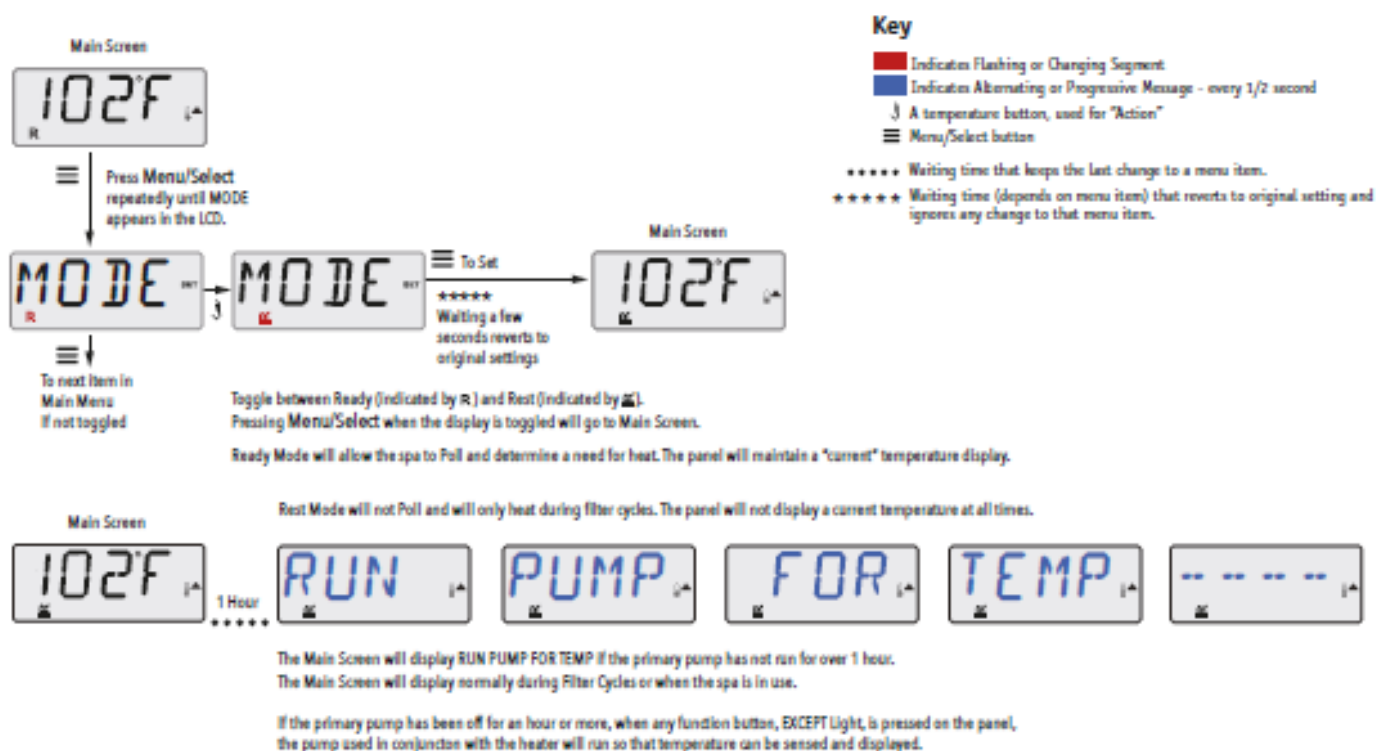 Key
Indicates Flashing or Changing Segment
Indicates Alternating or Progressive Message - every 1/2 second
A temperature button, used for "Action"
Menu/Select button
***** Waiting time that keeps the last change to a menu item.
***** Waiting time (depends on menu item) that reverts to original setting and
ignores any change to that menu item.
Main Screen
102°F
R
Press Menu/Select
repeatedly until MODE
appears in the LCD.
MODE
R
MODE
To Set
*****
Waiting a few
seconds reverts to
original settings
Main Screen
102°F
To next item in
Main Menu
If not toggled
Toggle between Ready (indicated by R) and Rest (indicated by ).
Pressing Menu/Select when the display is toggled will go to Main Screen.
Ready Mode will allow the spa to Poll and determine a need for heat. The panel will maintain a "current" temperature display.
Rest Mode will not Poll and will only heat during filter cycles. The panel will not display a current temperature at all times.
Main Screen
102°F
1 Hour
*****
RUN
PUMP
FOR
TEMP
-- -- -- --
The Main Screen will display RUN PUMP FOR TEMP if the primary pump has not run for over 1 hour.
The Main Screen will display normally during Filter Cycles or when the spa is in use.
If the primary pump has been off for an hour or more, when any function button, EXCEPT Light, is pressed on the panel,
the pump used in conjuncton with the heater will run so that temperature can be sensed and displayed.